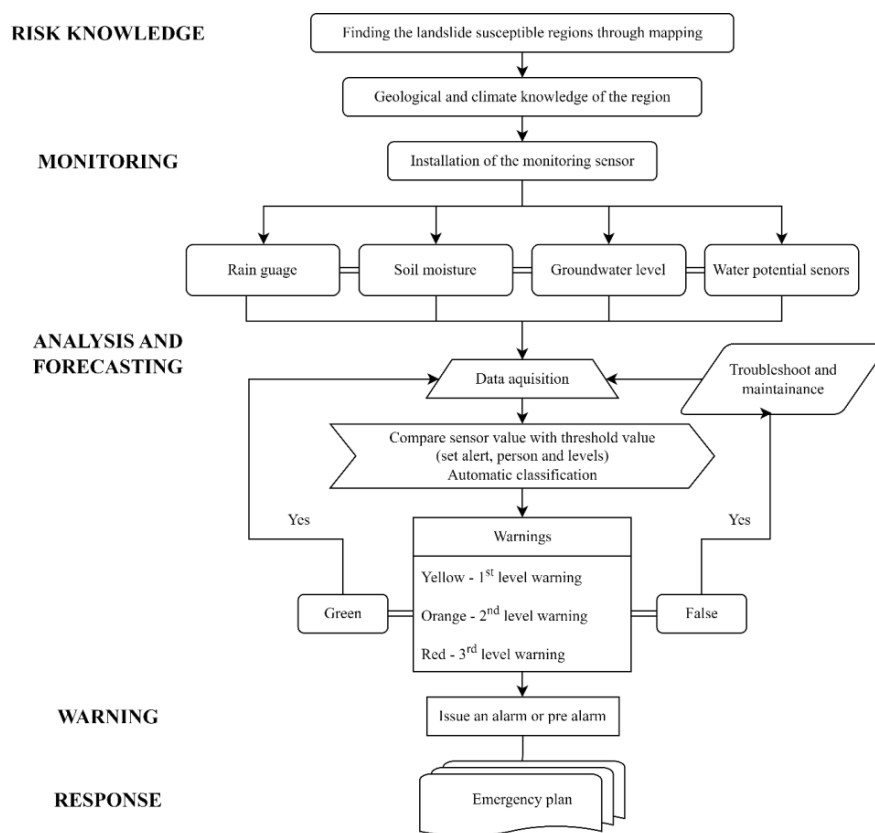 RISK KNOWLEDGE
Finding the landslide susceptible regions through mapping
Geological and climate knowledge of the region
MONITORING
Installation of the monitoring sensor
Rain guage
Soil moisture
Groundwater level
Water potential senors
ANALYSIS AND
FORECASTING
Data aquisition
Troubleshoot and
maintainance
Compare sensor value with threshold value
(set alert, person and levels)
Automatic classification
Yes
Yes
Warnings
Yellow - 1st level warning
Orange - 2nd level warning
Red - 3rd level warning
Green
False
WARNING
Issue an alarm or pre alarm
RESPONSE
Emergency plan